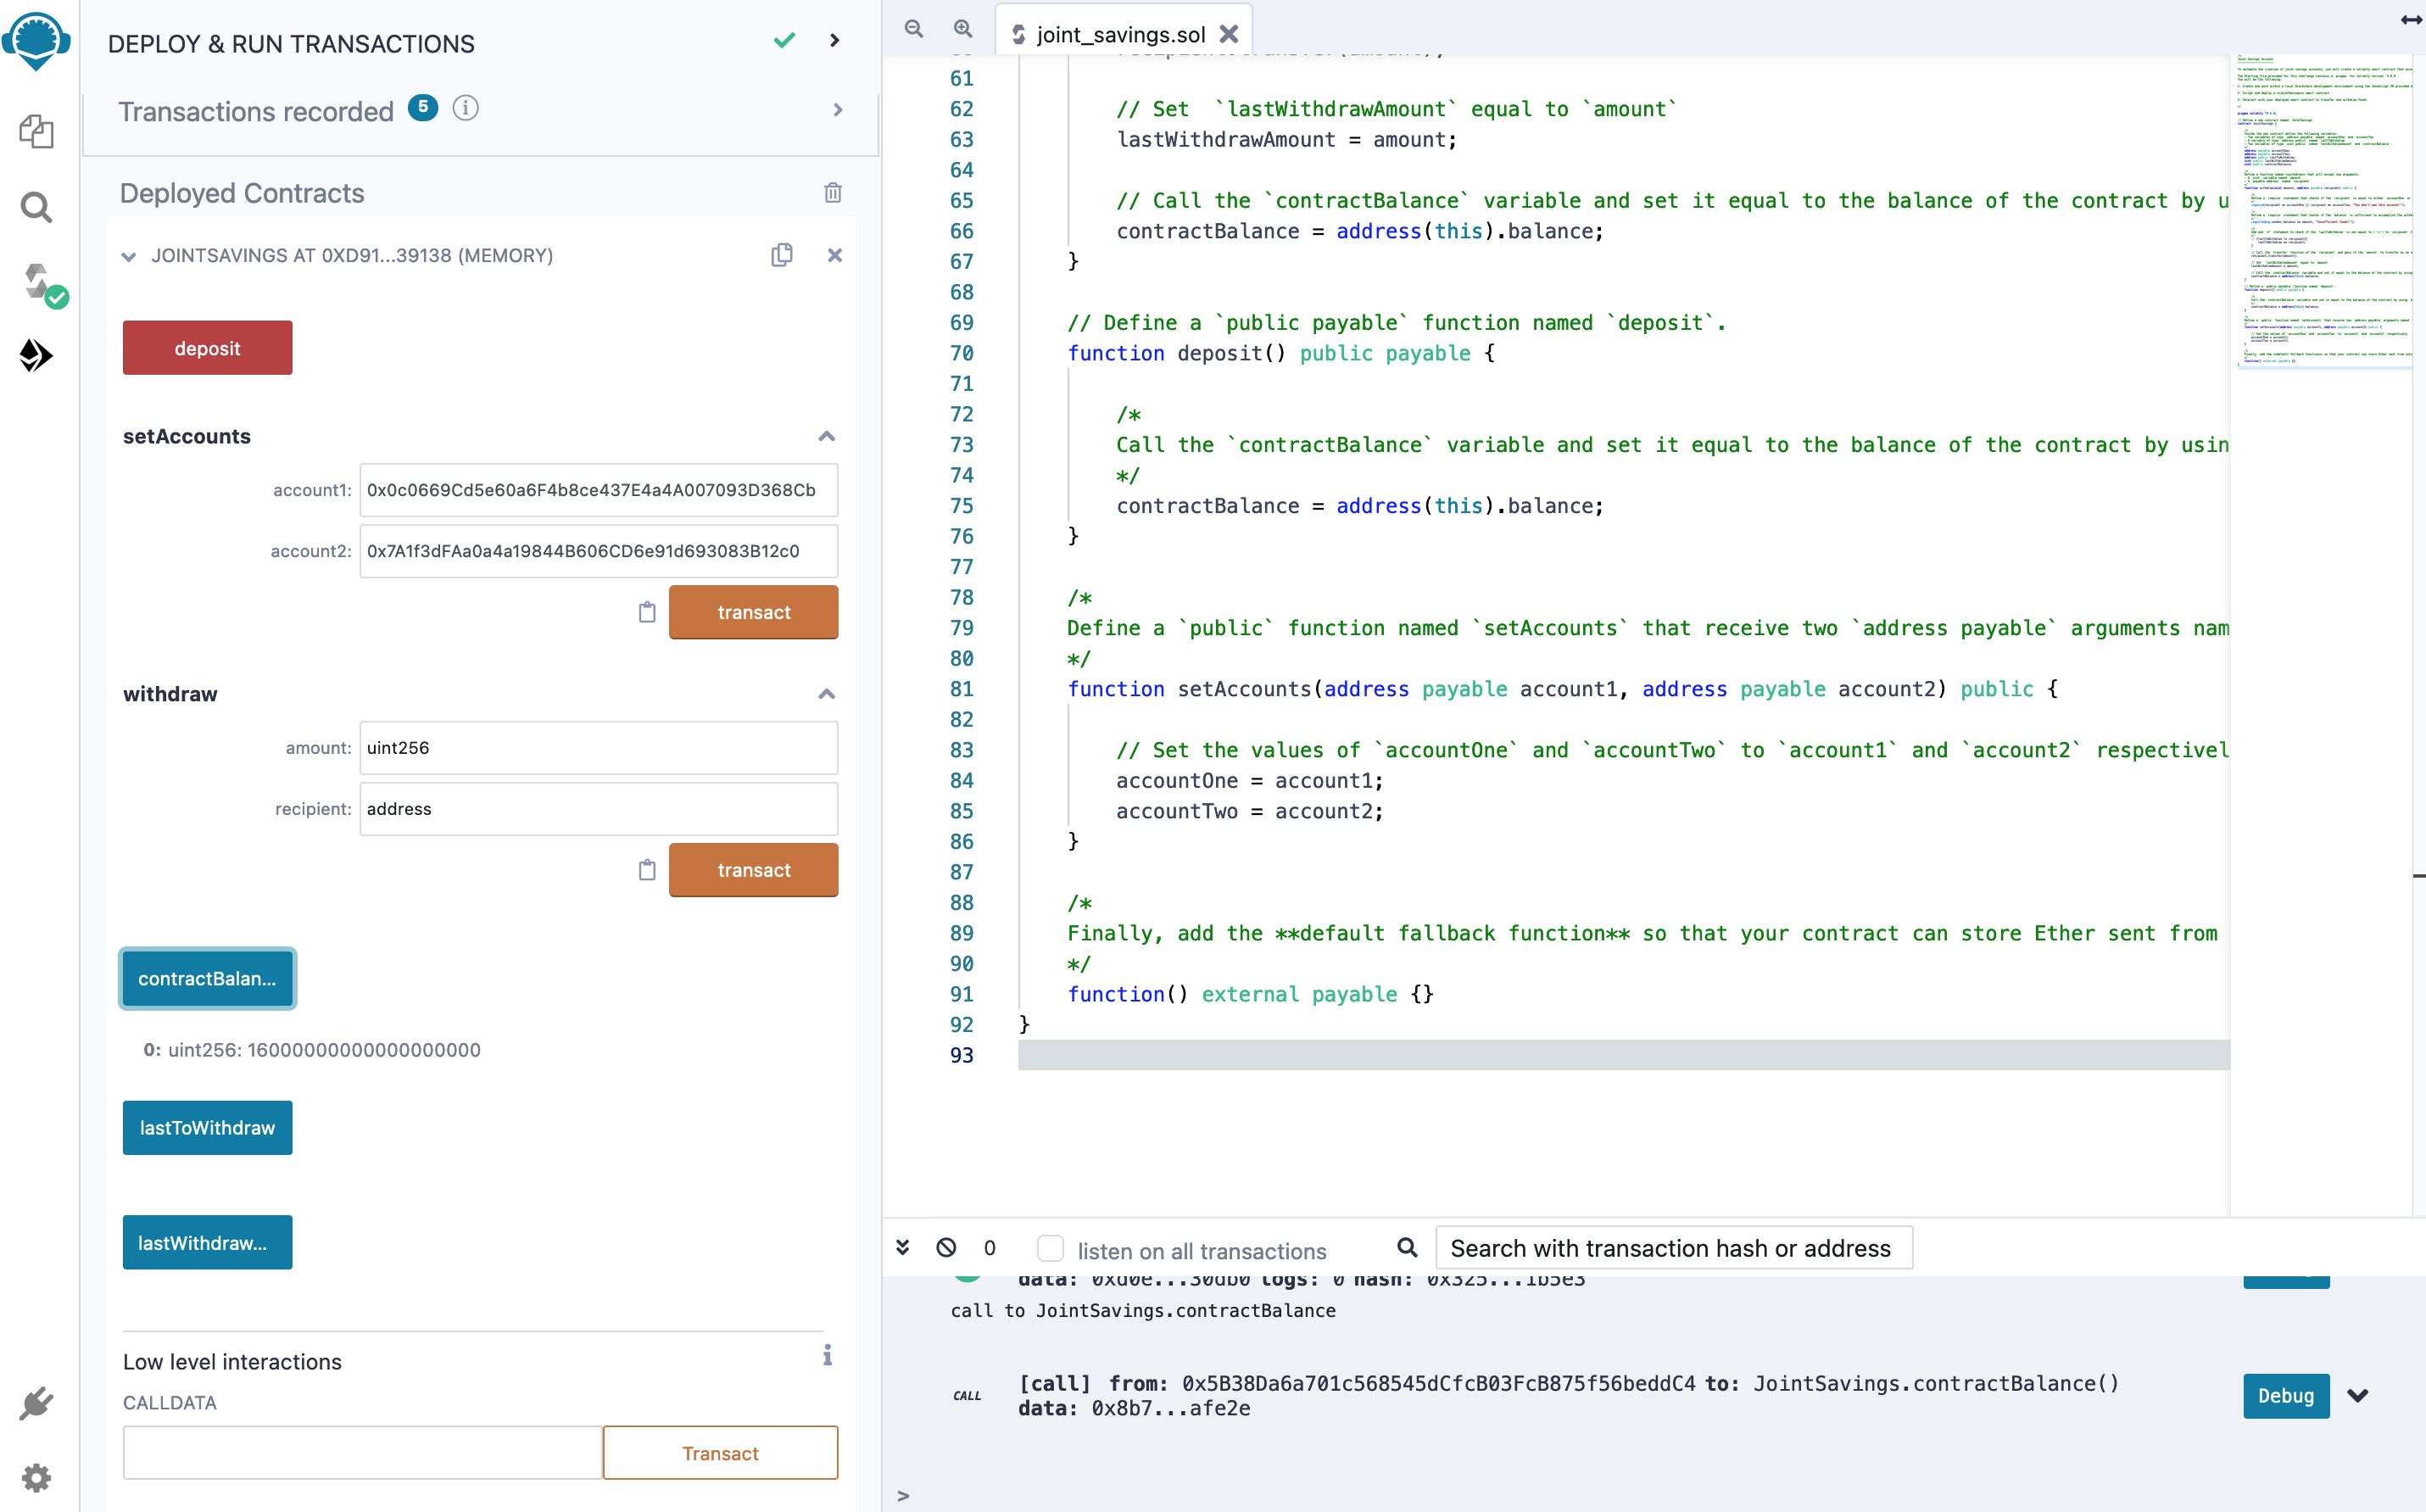 DEPLOY & RUN TRANSACTIONS
Transactions recorded 5 i
Deployed Contracts
JOINTSAVINGS AT 0XD91...39138 (MEMORY)
deposit
setAccounts
account1: 0x0c0669Cd5e60a6F4b8ce437E4a4A007093D368Cb
account2: 0x7A1f3dFAa0a4a19844B606CD6e91d693083B12c0
transact
withdraw
amount: uint256
recipient: address
transact
contractBalan...
0: uint256: 16000000000000000000
lastToWithdraw
lastWithdraw...
Low level interactions i
CALLDATA
Transact
joint_savings.sol
61
62 // Set  `lastWithdrawAmount` equal to `amount`
63 lastWithdrawAmount = amount;
64
65 // Call the `contractBalance` variable and set it equal to the balance of the contract by u
66 contractBalance = address(this).balance;
67 }
68
69 // Define a `public payable` function named `deposit`.
70 function deposit() public payable {
71
72 /*
73 Call the `contractBalance` variable and set it equal to the balance of the contract by usin
74 */
75 contractBalance = address(this).balance;
76 }
77
78 /*
79 Define a `public` function named `setAccounts` that receive two `address payable` arguments nam
80 */
81 function setAccounts(address payable account1, address payable account2) public {
82
83 // Set the values of `accountOne` and `accountTwo` to `account1` and `account2` respectivel
84 accountOne = account1;
85 accountTwo = account2;
86 }
87
88 /*
89 Finally, add the **default fallback function** so that your contract can store Ether sent from
90 */
91 function() external payable {}
92 }
93
0 listen on all transactions Search with transaction hash or address
data: 0xd0e...30db0 logs: 0 hash: 0x325...1b5e3
call to JointSavings.contractBalance
CALL [call] from: 0x5B38Da6a701c568545dCfcB03FcB875f56beddC4 to: JointSavings.contractBalance()
data: 0x8b7...afe2e
Debug
>